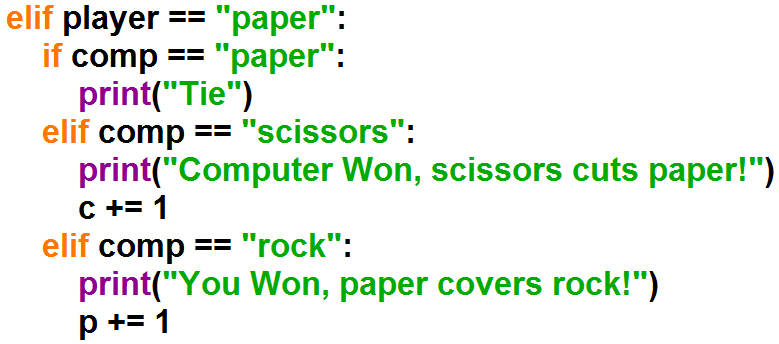 elif player == "paper":
    if comp == "paper":
        print("Tie")
    elif comp == "scissors":
        print("Computer Won, scissors cuts paper!")
        c += 1
    elif comp == "rock":
        print("You Won, paper covers rock!")
        p += 1